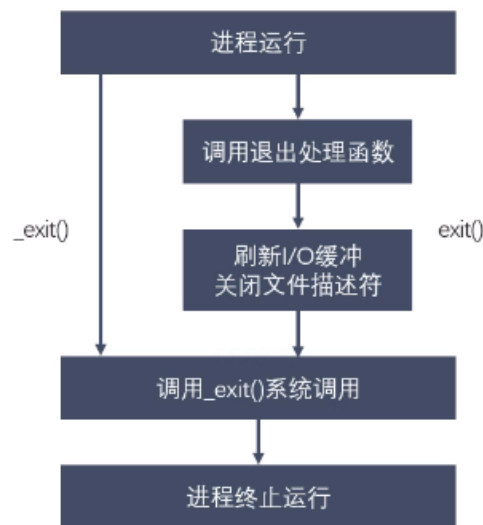 进程运行
调用退出处理函数
_exit()
exit()
刷新I/O缓冲
关闭文件描述符
调用_exit()系统调用
进程终止运行